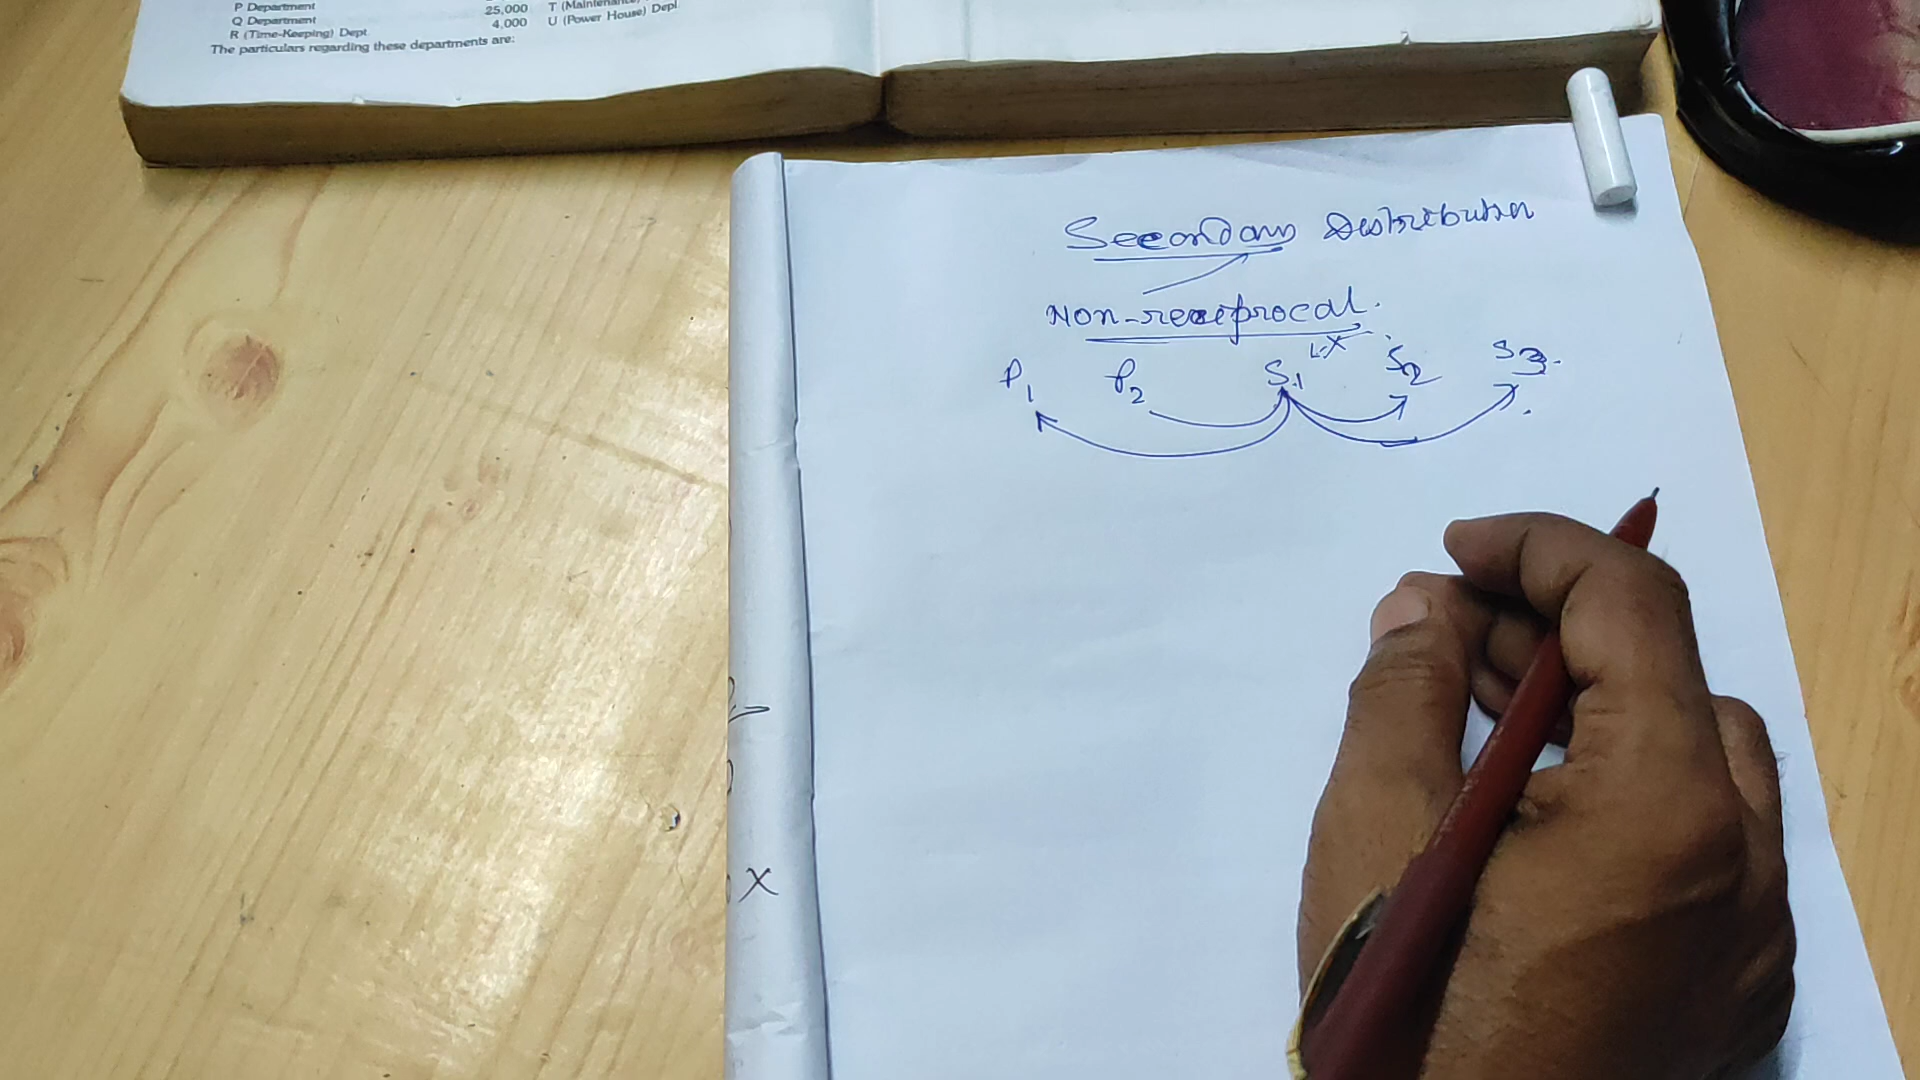 P Department
Q Department 25,000 T (Maintenance)
R (Time-Keeping) Dept 4,000 U (Power House) Dept
The particulars regarding these departments are:
Secondary Distribution
Non-reciprocal.
P1 P2 S1 S2 S3
X